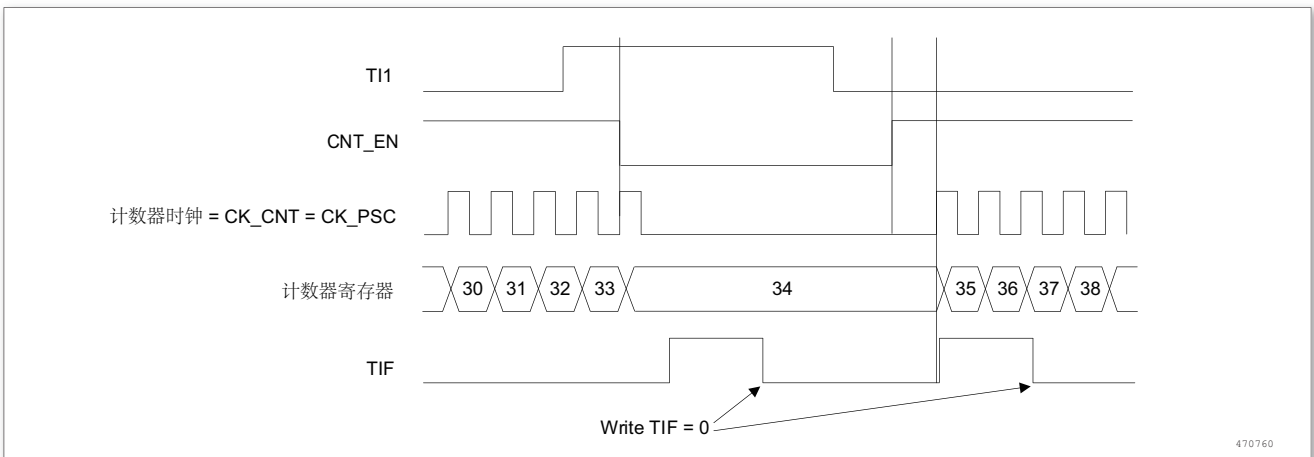 TI1
CNT_EN
计数器时钟 = CK_CNT = CK_PSC
计数器寄存器
30 31 32 33 34 35 36 37 38
TIF
Write TIF = 0
470760